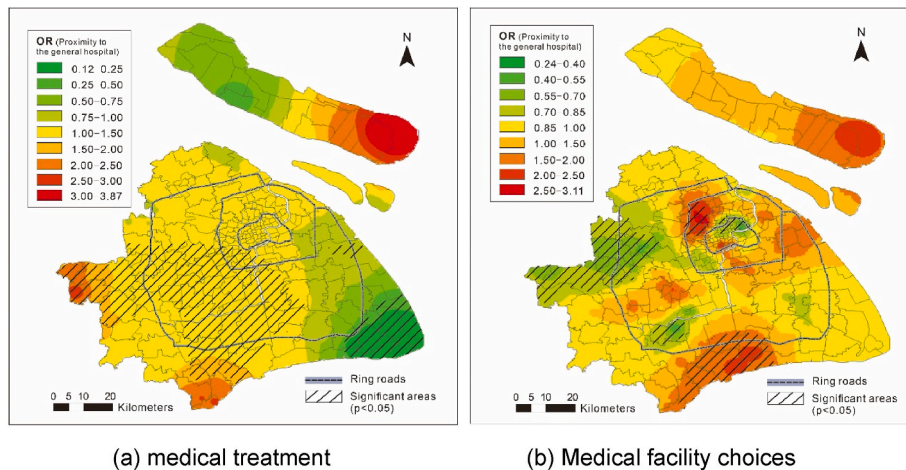 OR (Proximity to
the general hospital)
0.12 0.25
0.25 0.50
0.50-0.75
0.75-1.00
1.00-1.50
1.50-2.00
2.00-2.50
2.50-3.00
3.00 3.87
N
0 5 10 20
Kilometers
Ring roads
Significant areas
(p<0.05)
OR (Proximity to
the general hospital)
0.24-0.40
0.40-0.55
0.55-0.70
0.70 0.85
0.85 1.00
1.00 1.50
1.50-2.00
2.00 2.50
2.50-3.11
N
0 5 10 20
Kilometers
Ring roads
Significant areas
(p<0.05)
(a) medical treatment
(b) Medical facility choices